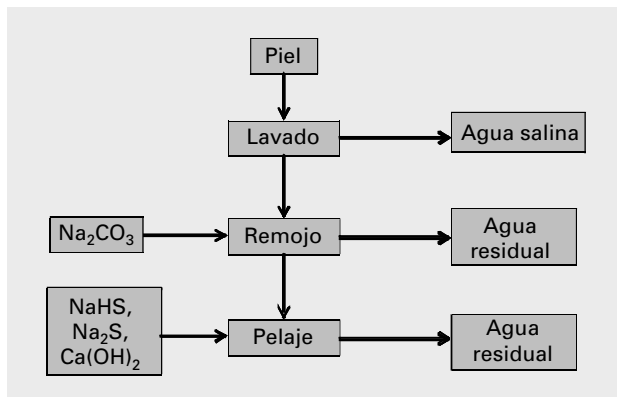 Piel
Lavado
Agua salina
Na₂CO₃
Remojo
Agua
residual
NaHS,
Na₂S,
Ca(OH)₂
Pelaje
Agua
residual